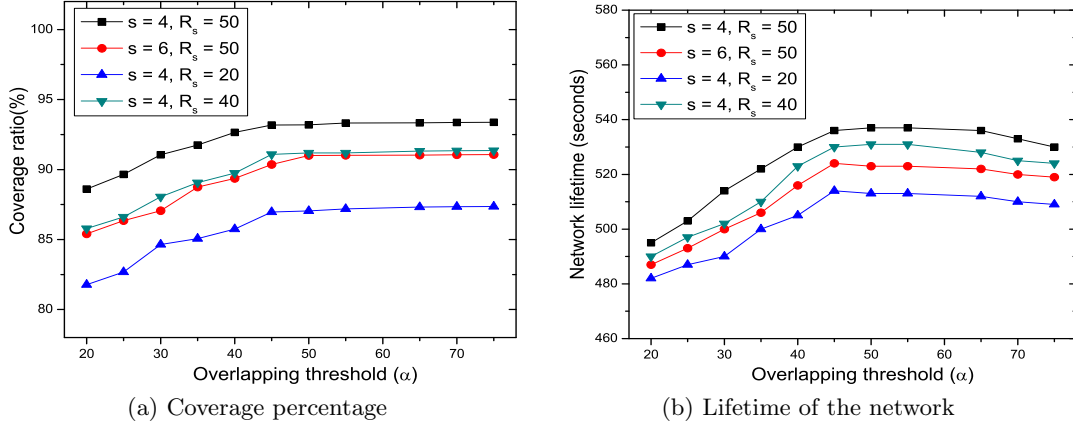 100
95
90
85
80
Coverage ratio(%)
s = 4, Rs = 50
s = 6, Rs = 50
s = 4, Rs = 20
s = 4, Rs = 40
20 30 40 50 60 70
Overlapping threshold (α)
(a) Coverage percentage
580
560
540
520
500
480
460
Network lifetime (seconds)
s = 4, Rs = 50
s = 6, Rs = 50
s = 4, Rs = 20
s = 4, Rs = 40
20 30 40 50 60 70
Overlapping threshold (α)
(b) Lifetime of the network